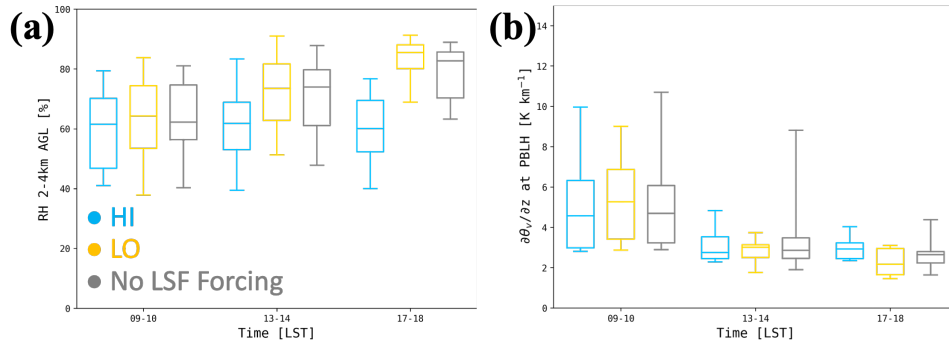 (a)
RH 2-4km AGL [%]
100
80
60
40
20
0
HI
LO
No LSF Forcing
09-10
13-14
17-18
Time [LST]
(b)
∂θᵥ/∂z at PBLH [K km⁻¹]
14
12
10
8
6
4
2
0
09-10
13-14
17-18
Time [LST]